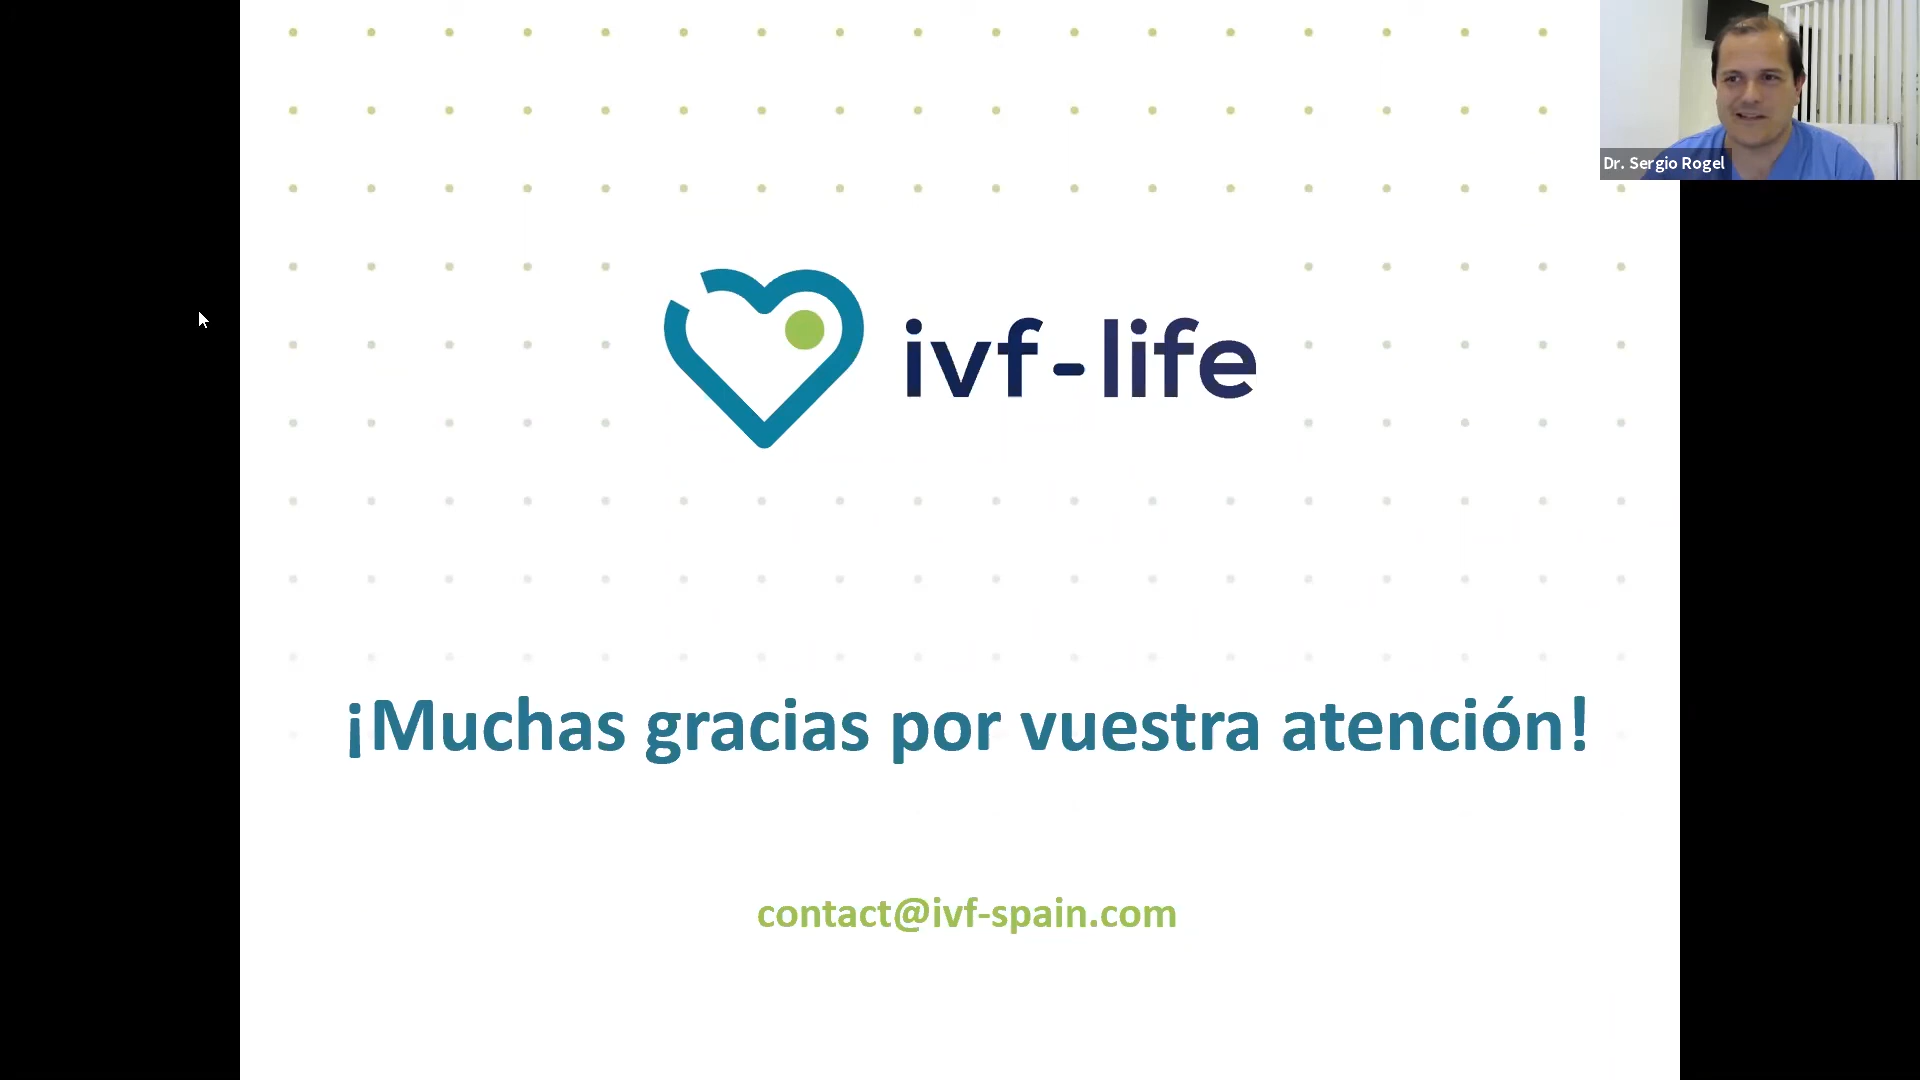 Dr. Sergio Rogel
ivf-life
¡Muchas gracias por vuestra atención!
contact@ivf-spain.com